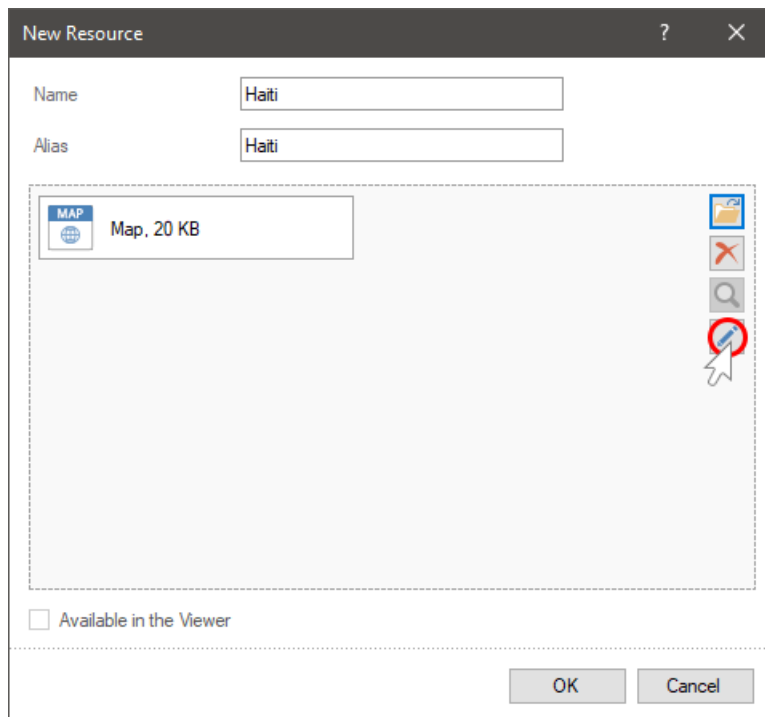 New Resource ?
Name Haiti
Alias Haiti
MAP
Map, 20 KB
Available in the Viewer
OK Cancel